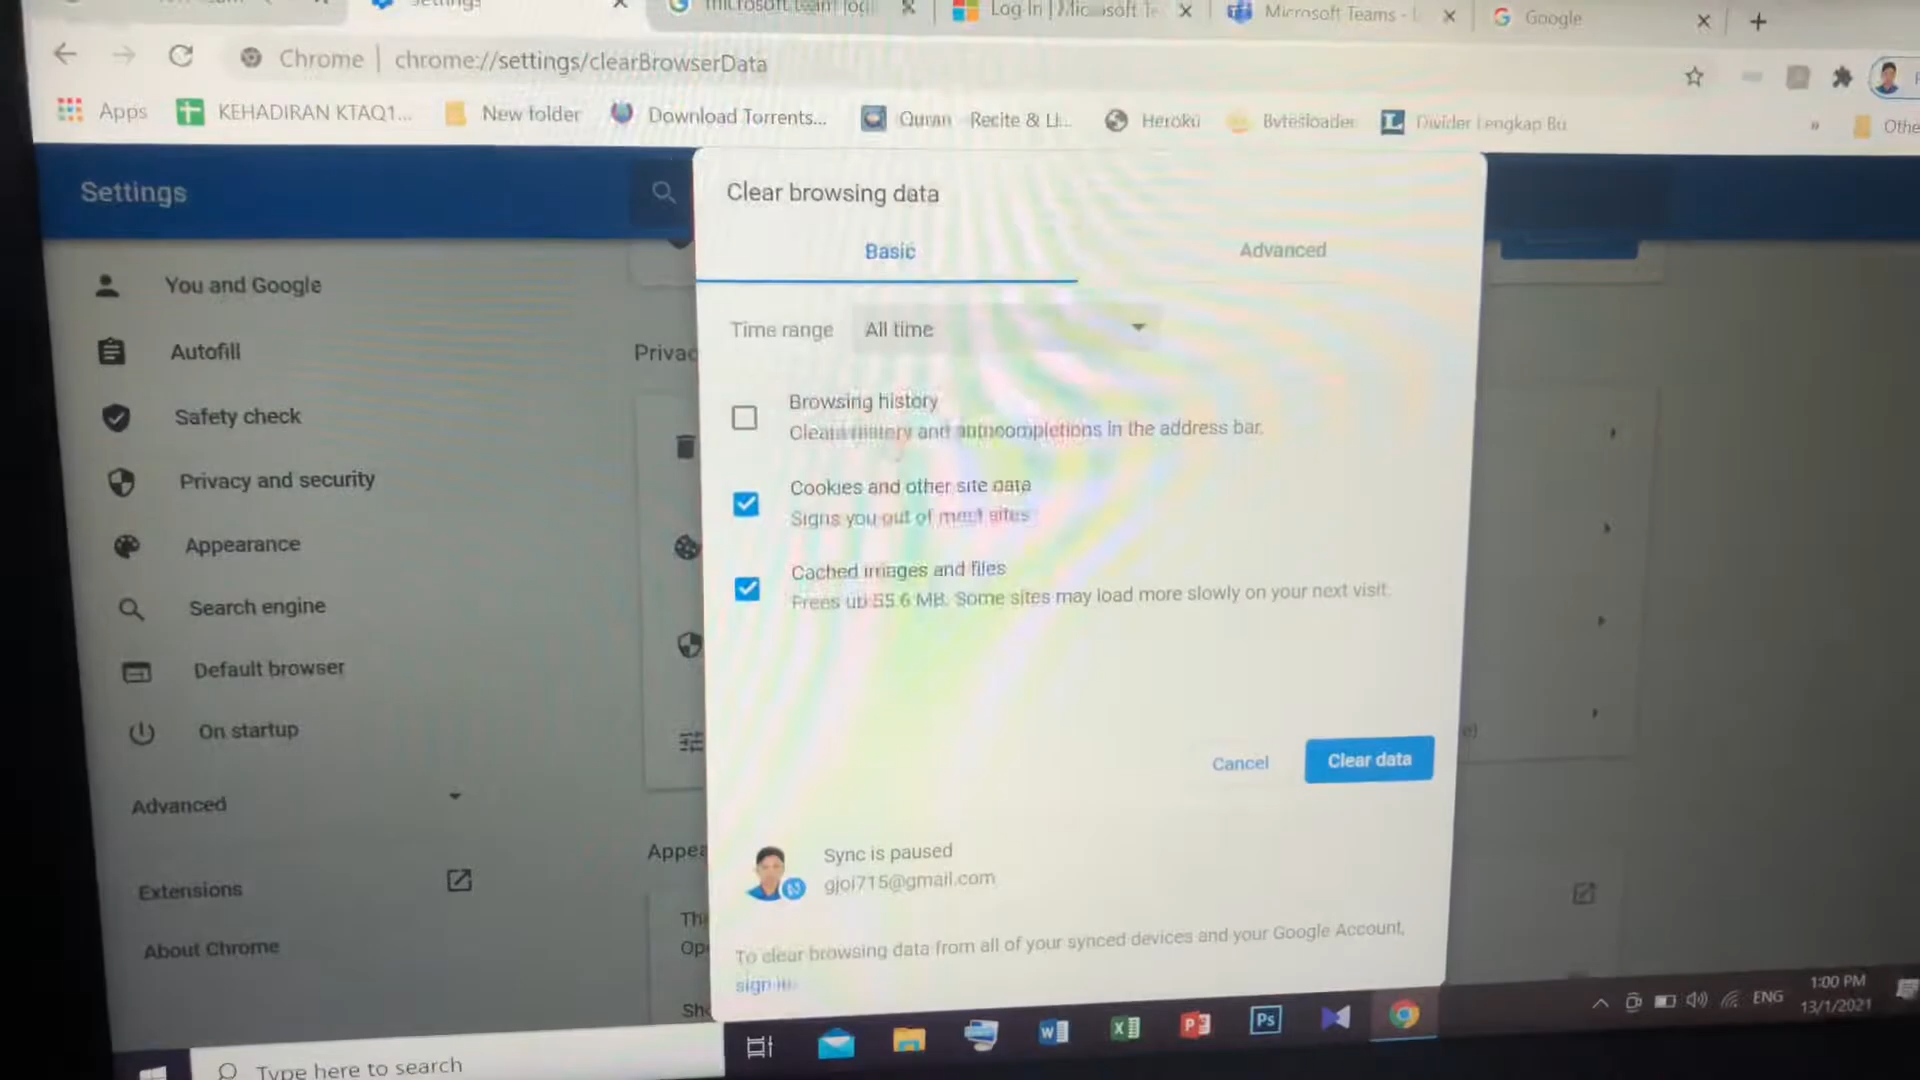 Settings
microsoft team log
Log In | Microsoft Te
Microsoft Teams - L
Google
Chrome | chrome://settings/clearBrowserData
Apps
KEHADIRAN KTAQ1...
New folder
Download Torrents...
Quran Recite & Li...
Heroku
Bytesloader
Divider Lengkap Bu
Othe
Settings
Clear browsing data
Basic
Advanced
You and Google
Autofill
Safety check
Privacy and security
Appearance
Search engine
Default browser
On startup
Advanced
Extensions
About Chrome
Privac
Appea
Th
Op
Sh
Time range
All time
Browsing history
Clears history and autocompletions in the address bar.
Cookies and other site data
Signs you out of most sites.
Cached images and files
Frees up 55.6 MB. Some sites may load more slowly on your next visit.
Cancel
Clear data
Sync is paused
gjoi715@gmail.com
To clear browsing data from all of your synced devices and your Google Account,
sign in.
Type here to search
Ps
ENG
1:00 PM
13/1/2021